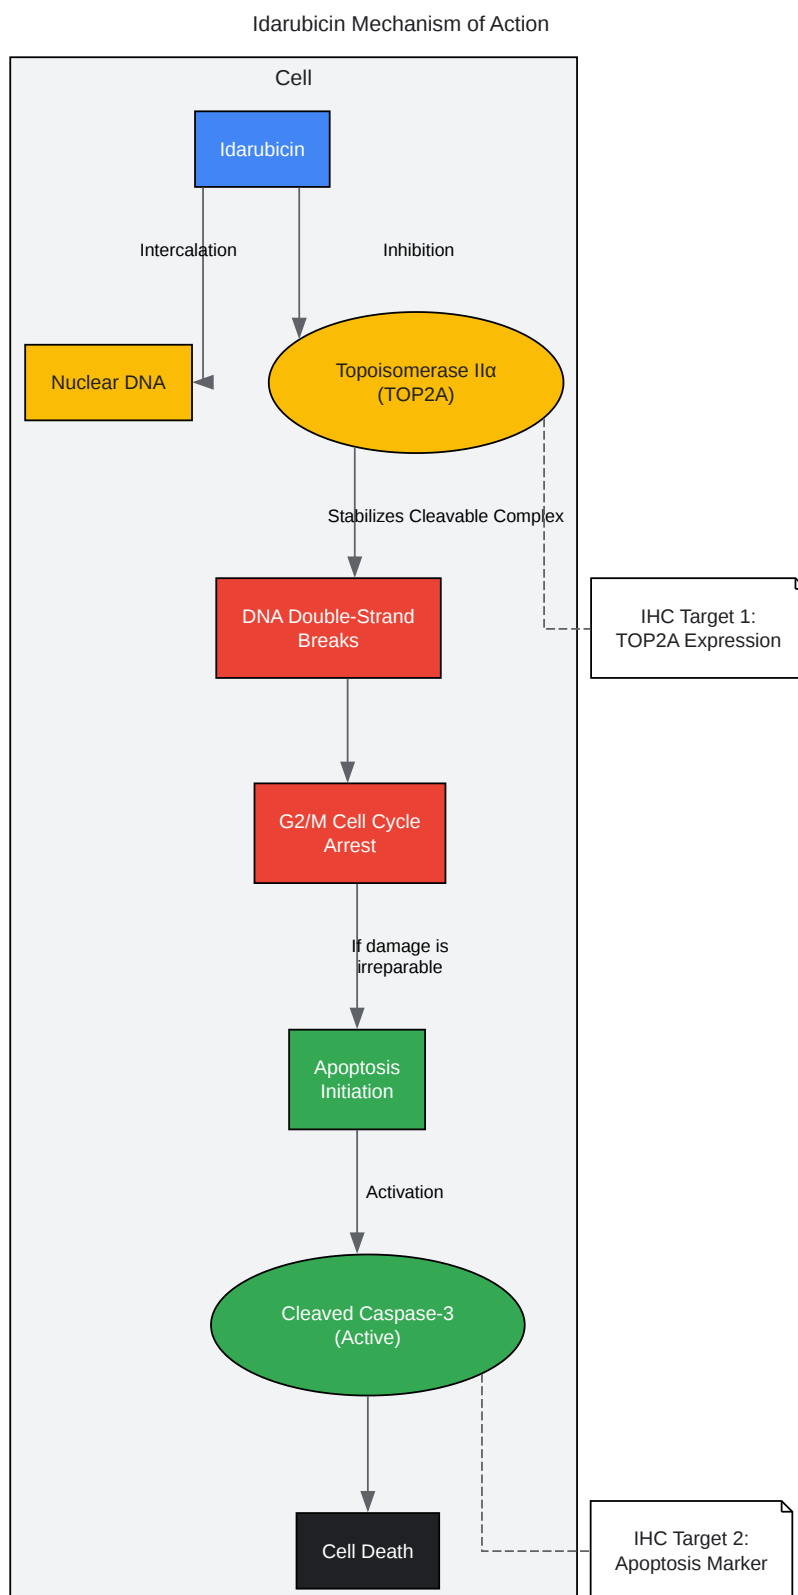 Idarubicin Mechanism of Action
Cell
Idarubicin
Intercalation
Inhibition
Nuclear DNA
Topoisomerase IIα
(TOP2A)
Stabilizes Cleavable Complex
DNA Double-Strand
Breaks
IHC Target 1:
TOP2A Expression
G2/M Cell Cycle
Arrest
If damage is
irreparable
Apoptosis
Initiation
Activation
Cleaved Caspase-3
(Active)
Cell Death
IHC Target 2:
Apoptosis Marker